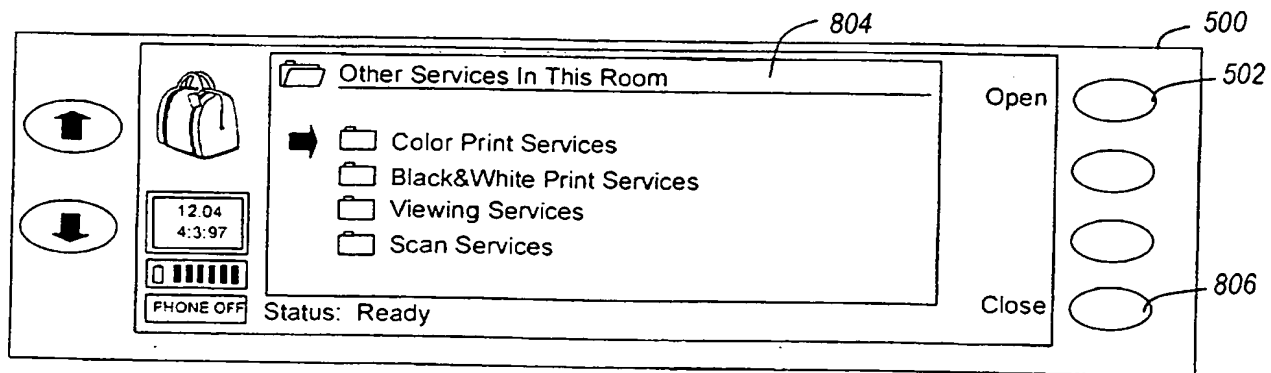 804
500
502
Other Services In This Room
Open
Color Print Services
Black&White Print Services
Viewing Services
Scan Services
12.04
4:3:97
PHONE OFF
Status: Ready
Close
806